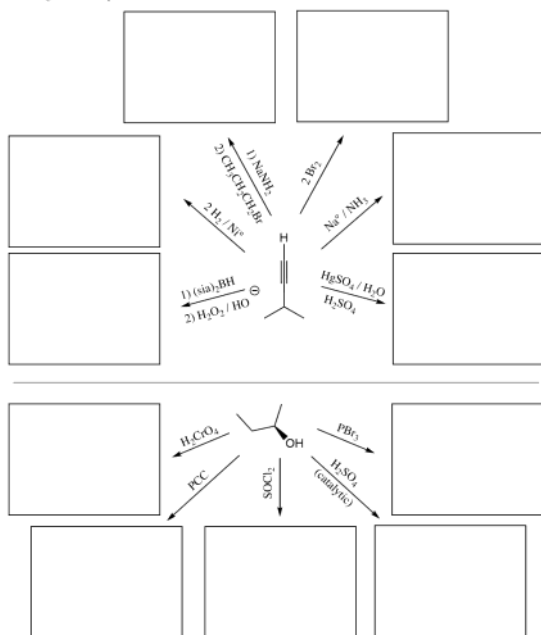 1) NaNH2
2) CH3CH2CH2Br
2 Br2
2 H2 / Ni°
Na° / NH3
H
1) (sia)2BH
2) H2O2 / HO ⊖
HgSO4 / H2O
H2SO4
H2CrO4
OH
PBr3
PCC
SOCl2
H2SO4
(catalytic)